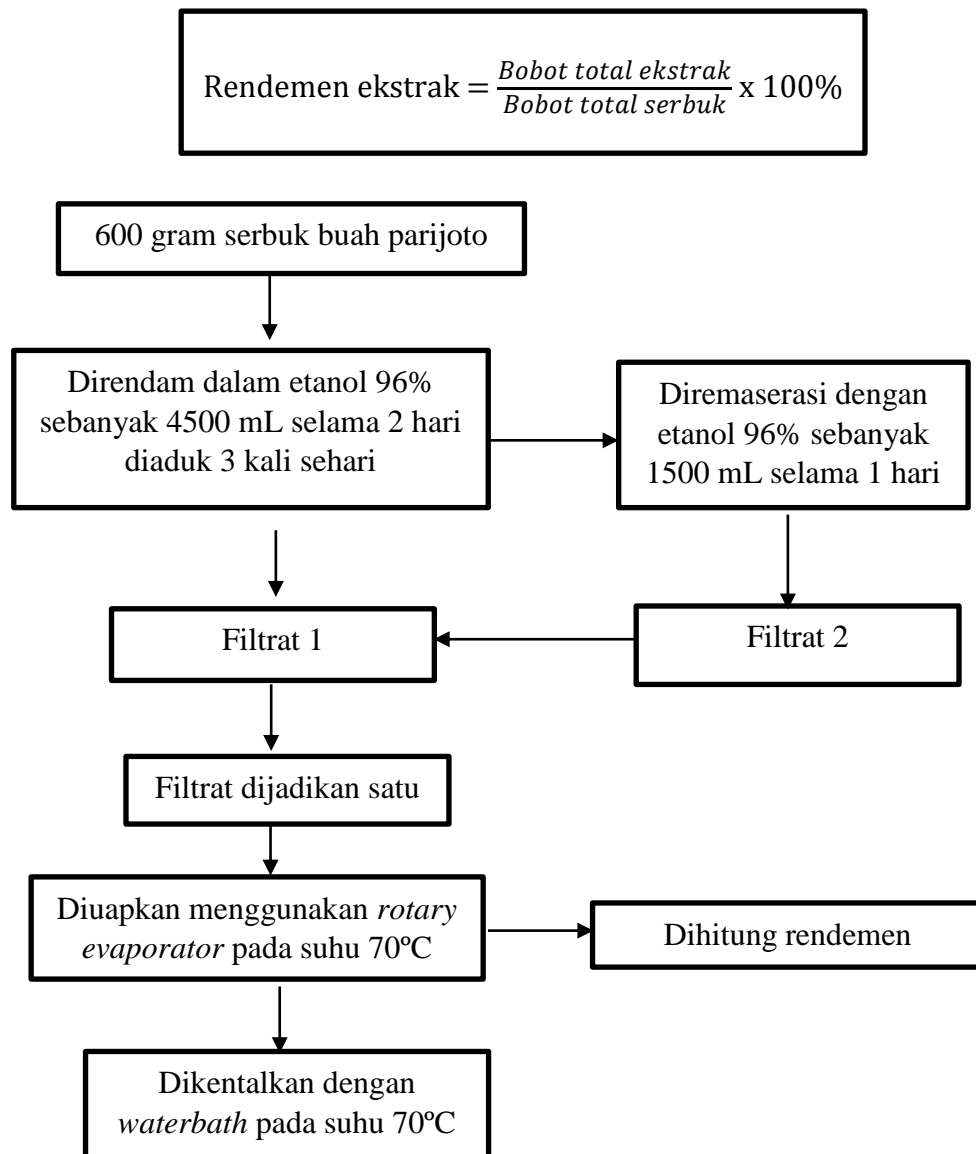 Rendemen ekstrak = Bobot total ekstrak / Bobot total serbuk x 100%
600 gram serbuk buah parijoto
Direndam dalam etanol 96%
sebanyak 4500 mL selama 2 hari
diaduk 3 kali sehari
Diremaserasi dengan
etanol 96% sebanyak
1500 mL selama 1 hari
Filtrat 1
Filtrat 2
Filtrat dijadikan satu
Diuapkan menggunakan rotary
evaporator pada suhu 70ºC
Dihitung rendemen
Dikentalkan dengan
waterbath pada suhu 70ºC